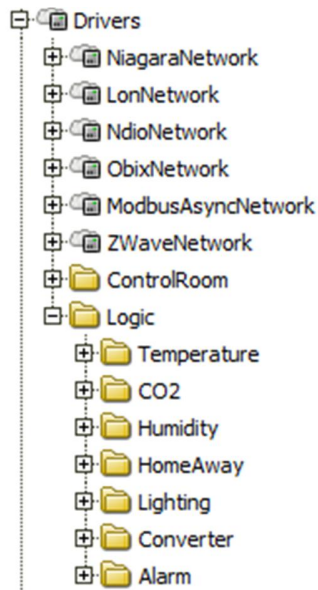 Drivers
NiagaraNetwork
LonNetwork
NdioNetwork
ObixNetwork
ModbusAsyncNetwork
ZWaveNetwork
ControlRoom
Logic
Temperature
CO2
Humidity
HomeAway
Lighting
Converter
Alarm